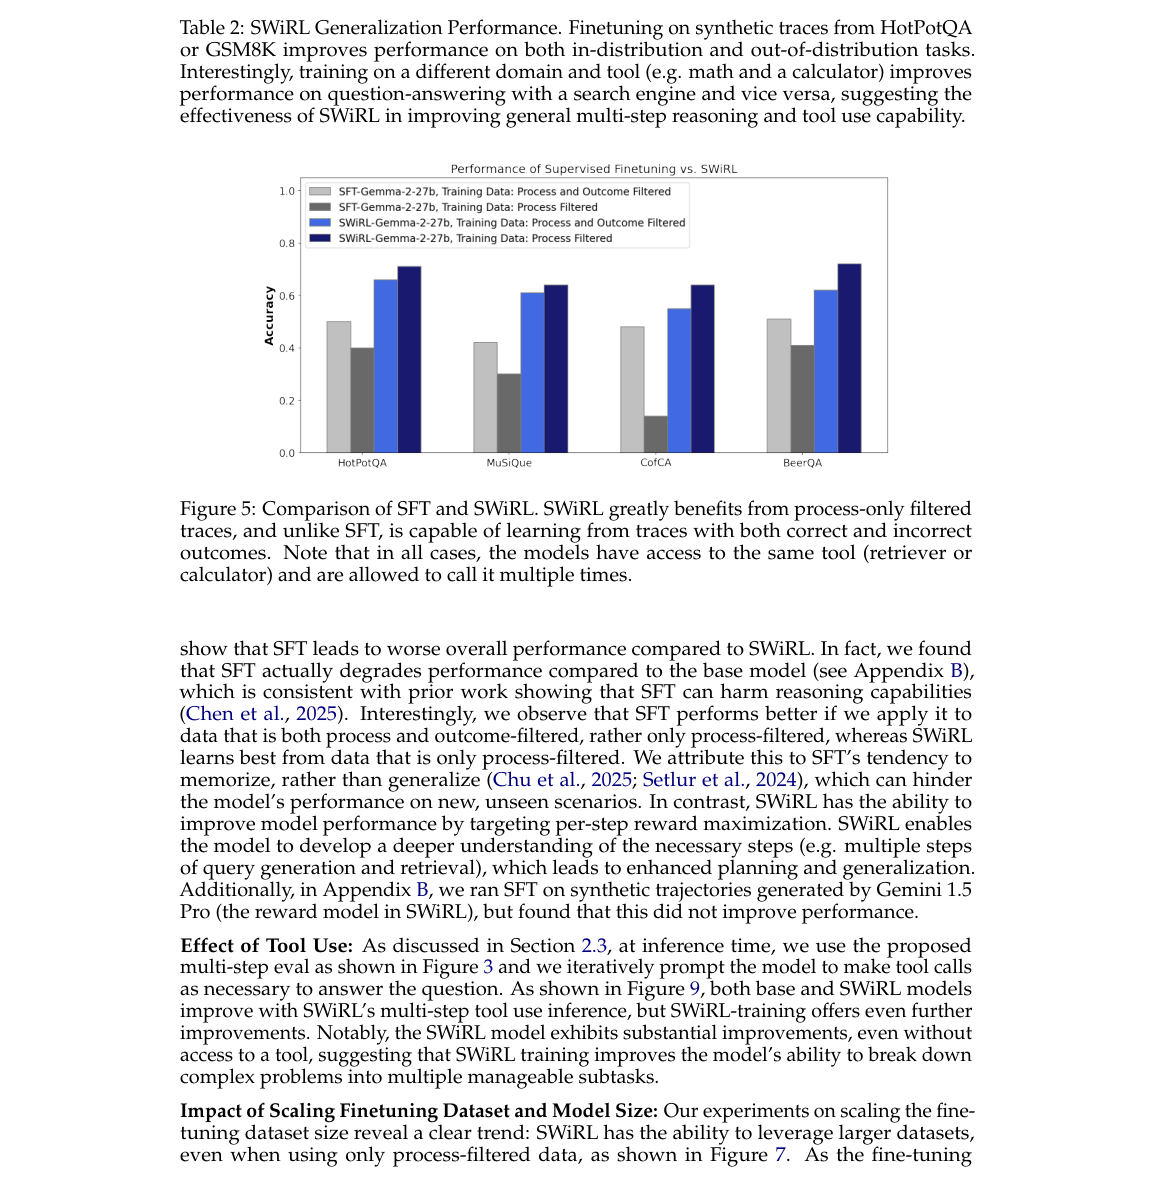 Table 2: SWiRL Generalization Performance. Finetuning on synthetic traces from HotPotQA
or GSM8K improves performance on both in-distribution and out-of-distribution tasks.
Interestingly, training on a different domain and tool (e.g. math and a calculator) improves
performance on question-answering with a search engine and vice versa, suggesting the
effectiveness of SWiRL in improving general multi-step reasoning and tool use capability.
Performance of Supervised Finetuning vs. SWiRL
SFT-Gemma-2-27b, Training Data: Process and Outcome Filtered
SFT-Gemma-2-27b, Training Data: Process Filtered
SWiRL-Gemma-2-27b, Training Data: Process and Outcome Filtered
SWiRL-Gemma-2-27b, Training Data: Process Filtered
Accuracy
1.0
0.8
0.6
0.4
0.2
0.0
HotPotQA MuSiQue CofCA BeerQA
Figure 5: Comparison of SFT and SWiRL. SWiRL greatly benefits from process-only filtered
traces, and unlike SFT, is capable of learning from traces with both correct and incorrect
outcomes. Note that in all cases, the models have access to the same tool (retriever or
calculator) and are allowed to call it multiple times.
show that SFT leads to worse overall performance compared to SWiRL. In fact, we found
that SFT actually degrades performance compared to the base model (see Appendix B),
which is consistent with prior work showing that SFT can harm reasoning capabilities
(Chen et al., 2025). Interestingly, we observe that SFT performs better if we apply it to
data that is both process and outcome-filtered, rather only process-filtered, whereas SWiRL
learns best from data that is only process-filtered. We attribute this to SFT's tendency to
memorize, rather than generalize (Chu et al., 2025; Setlur et al., 2024), which can hinder
the model's performance on new, unseen scenarios. In contrast, SWiRL has the ability to
improve model performance by targeting per-step reward maximization. SWiRL enables
the model to develop a deeper understanding of the necessary steps (e.g. multiple steps
of query generation and retrieval), which leads to enhanced planning and generalization.
Additionally, in Appendix B, we ran SFT on synthetic trajectories generated by Gemini 1.5
Pro (the reward model in SWiRL), but found that this did not improve performance.
Effect of Tool Use: As discussed in Section 2.3, at inference time, we use the proposed
multi-step eval as shown in Figure 3 and we iteratively prompt the model to make tool calls
as necessary to answer the question. As shown in Figure 9, both base and SWiRL models
improve with SWiRL's multi-step tool use inference, but SWiRL-training offers even further
improvements. Notably, the SWiRL model exhibits substantial improvements, even without
access to a tool, suggesting that SWiRL training improves the model's ability to break down
complex problems into multiple manageable subtasks.
Impact of Scaling Finetuning Dataset and Model Size: Our experiments on scaling the fine-
tuning dataset size reveal a clear trend: SWiRL has the ability to leverage larger datasets,
even when using only process-filtered data, as shown in Figure 7. As the fine-tuning